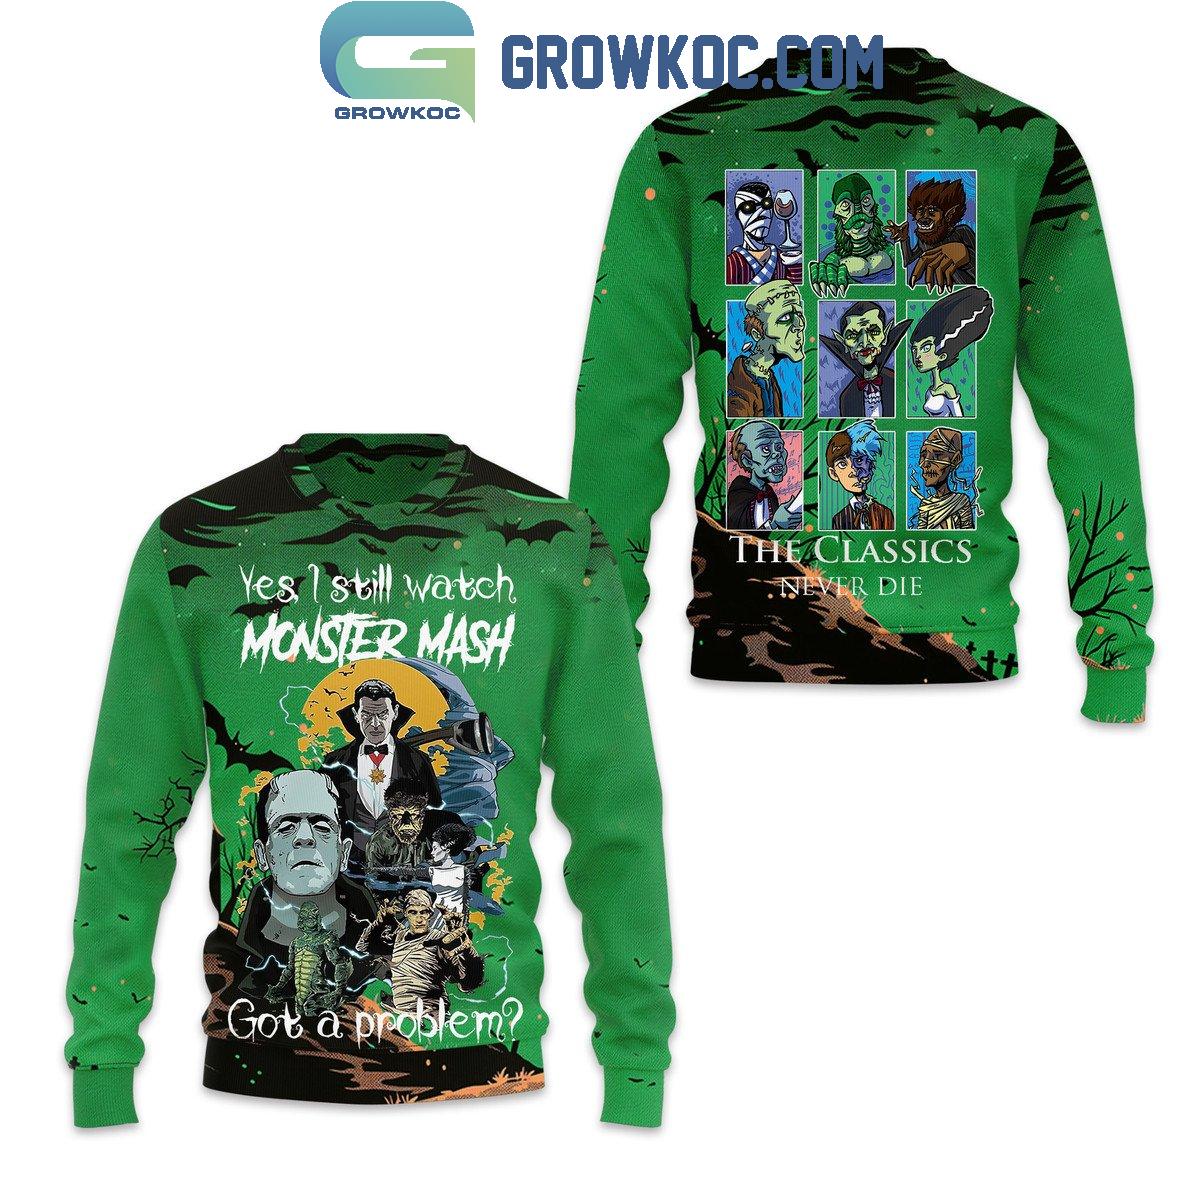 GROWKOC
GROWKOC.COM
THE CLASSICS
NEVER DIE
Yes, I still watch
MONSTER MASH
Got a problem?